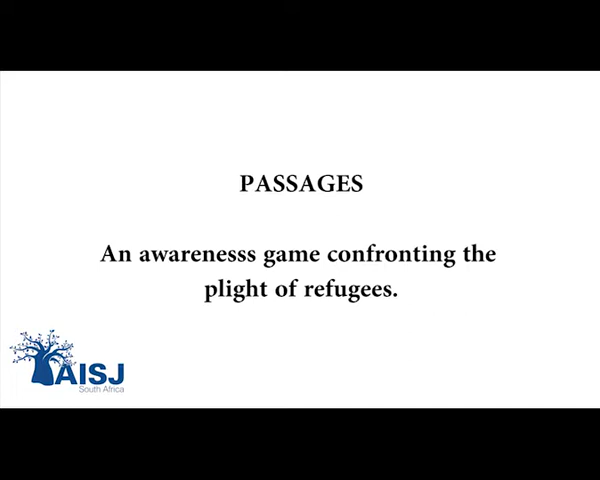 PASSAGES
An awarenesss game confronting the
plight of refugees.
AISJ
South Africa